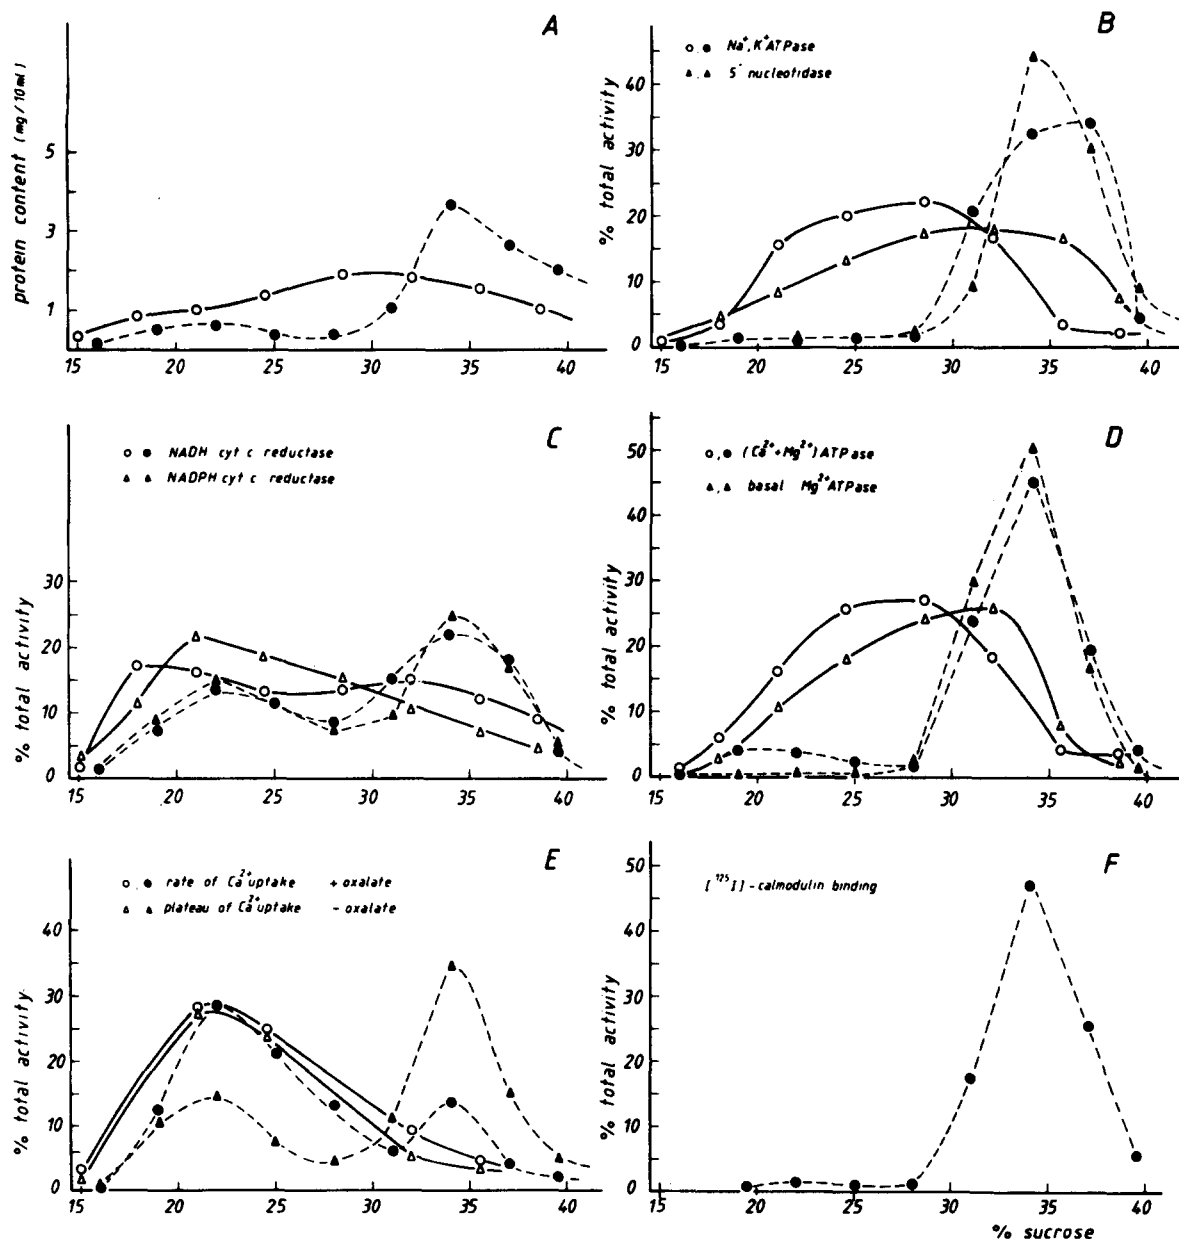 A
protein content (mg/10ml)
5
3
1
15 20 25 30 35 40
B
Na⁺,K⁺ATPase
5' nucleotidase
% total activity
40
30
20
10
0
15 20 25 30 35 40
C
NADH cyt c reductase
NADPH cyt c reductase
% total activity
30
20
10
0
15 20 25 30 35 40
D
(Ca²⁺+Mg²⁺)ATPase
basal Mg²⁺ATPase
% total activity
50
40
30
20
10
0
15 20 25 30 35 40
E
rate of Ca²⁺uptake + oxalate
plateau of Ca²⁺uptake - oxalate
% total activity
40
30
20
10
0
15 20 25 30 35 40
F
[¹²⁵I]-calmodulin binding
% total activity
50
40
30
20
10
0
15 20 25 30 35 40
% sucrose